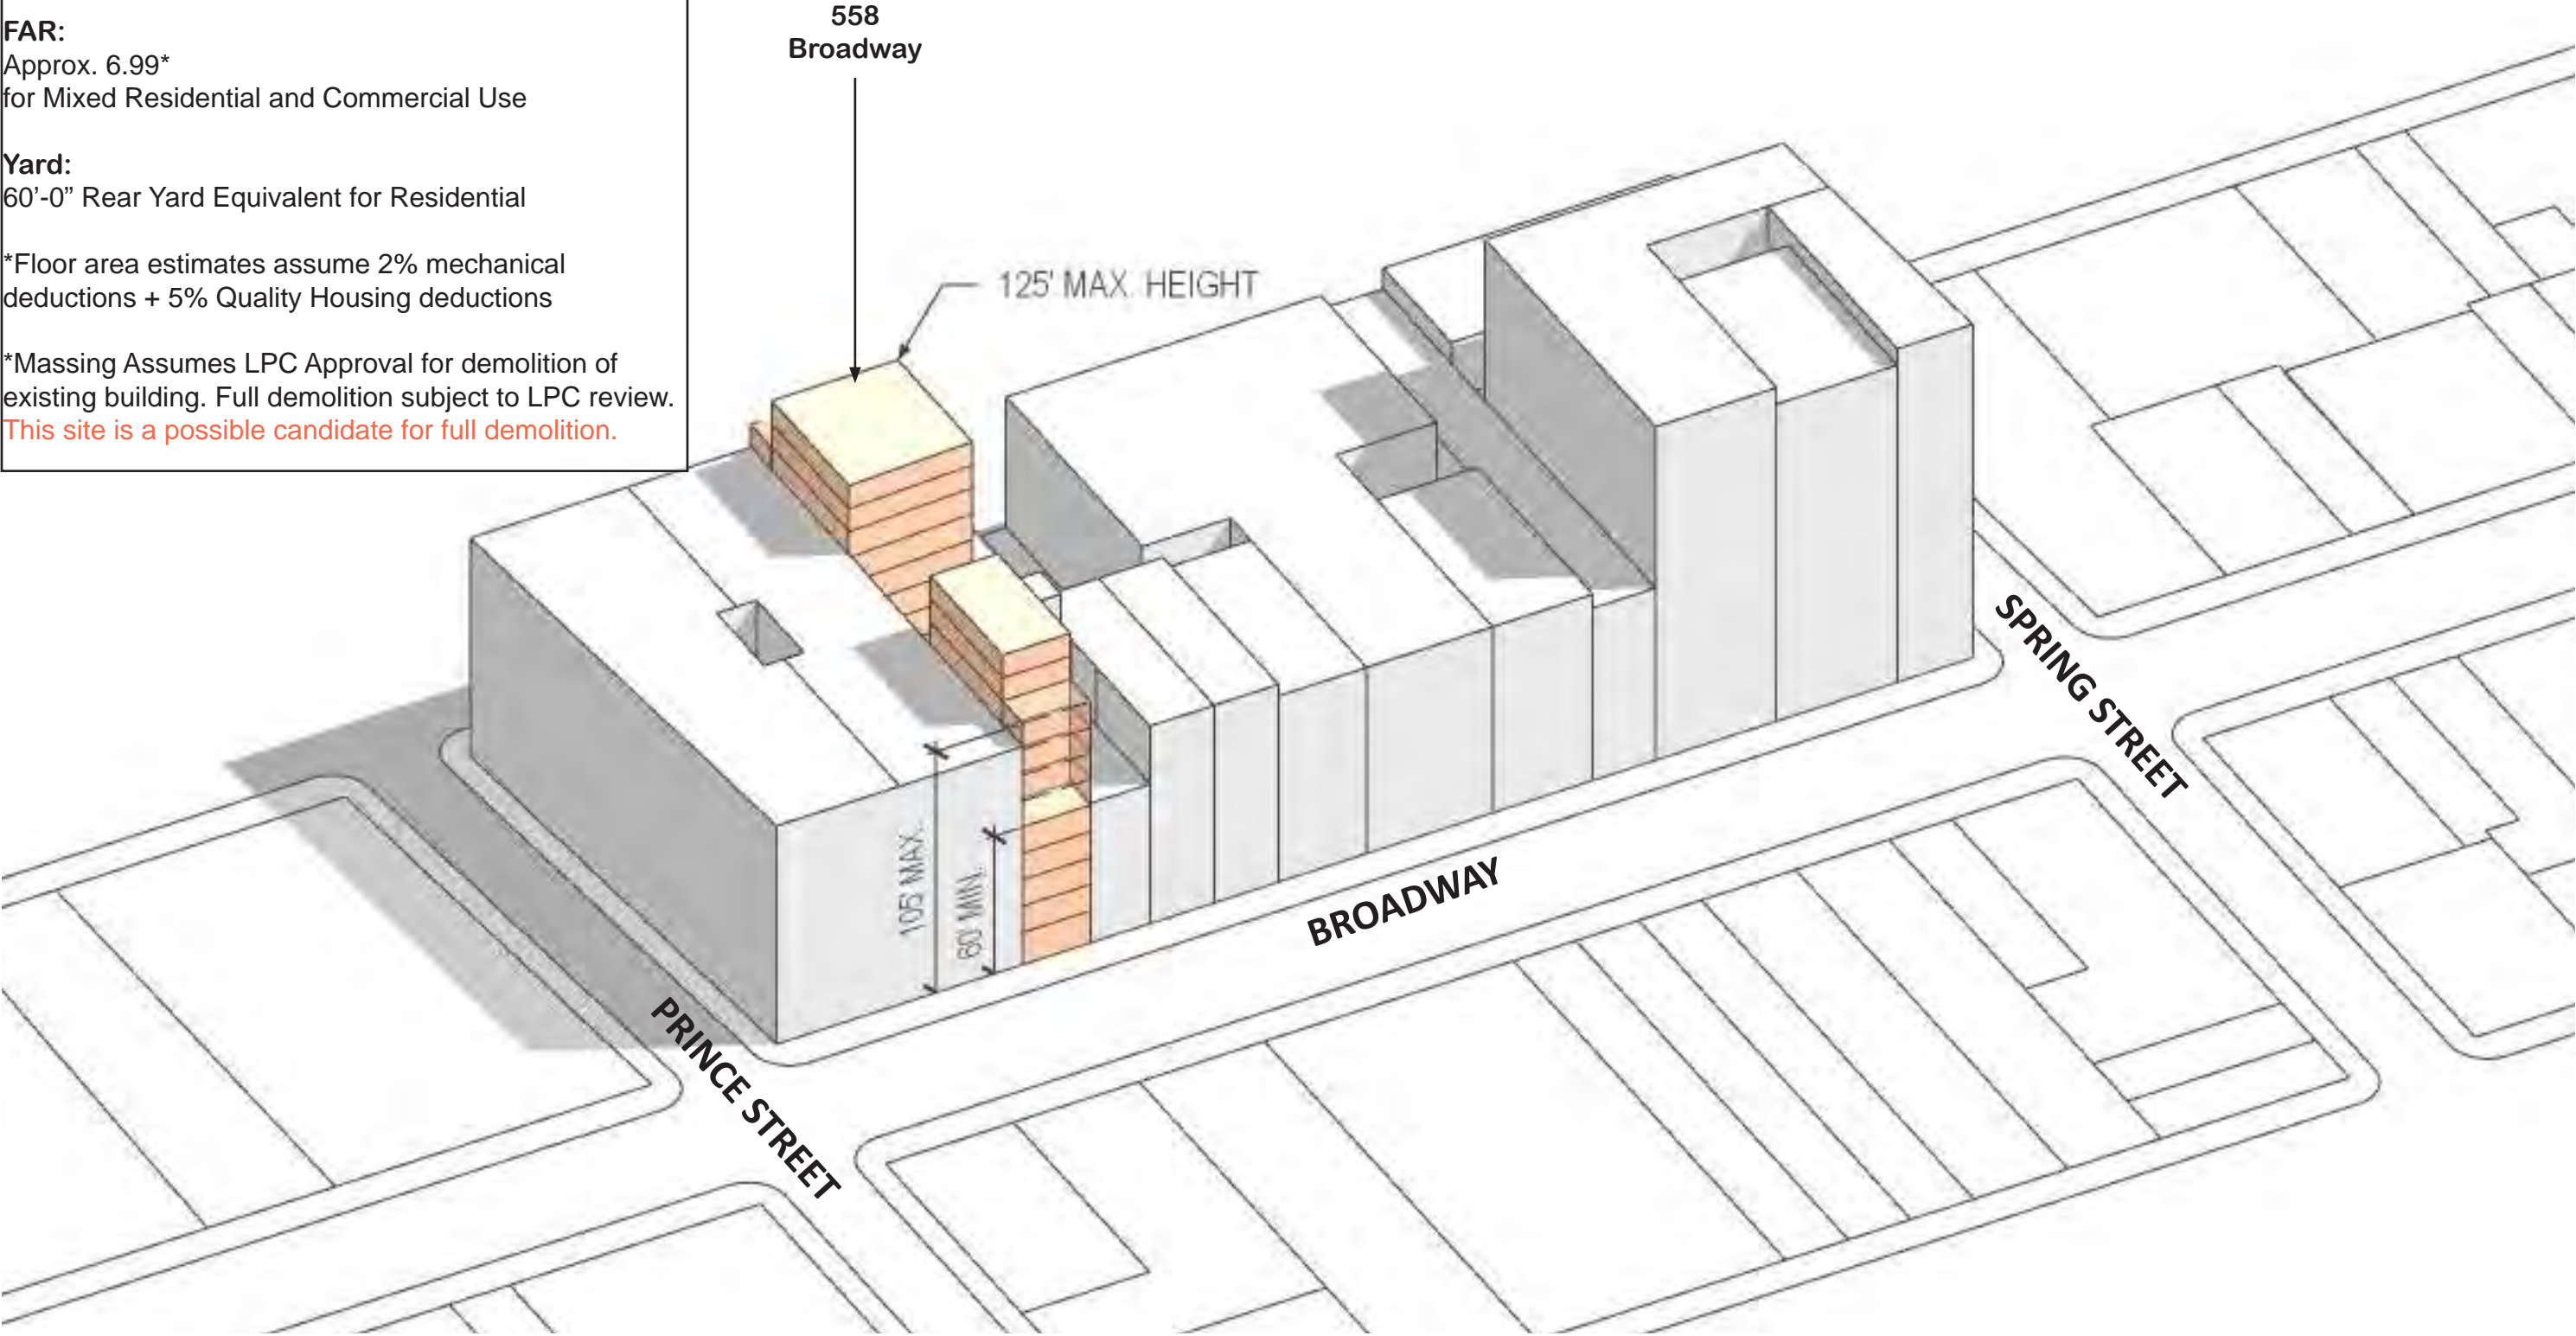 FAR:
Approx. 6.99*
for Mixed Residential and Commercial Use
Yard:
60’-0” Rear Yard Equivalent for Residential
*Floor area estimates assume 2% mechanical
deductions + 5% Quality Housing deductions
*Massing Assumes LPC Approval for demolition of
existing building. Full demolition subject to LPC review.
This site is a possible candidate for full demolition.
558
Broadway
125' MAX. HEIGHT
105' MAX.
60' MIN.
SPRING STREET
BROADWAY
PRINCE STREET